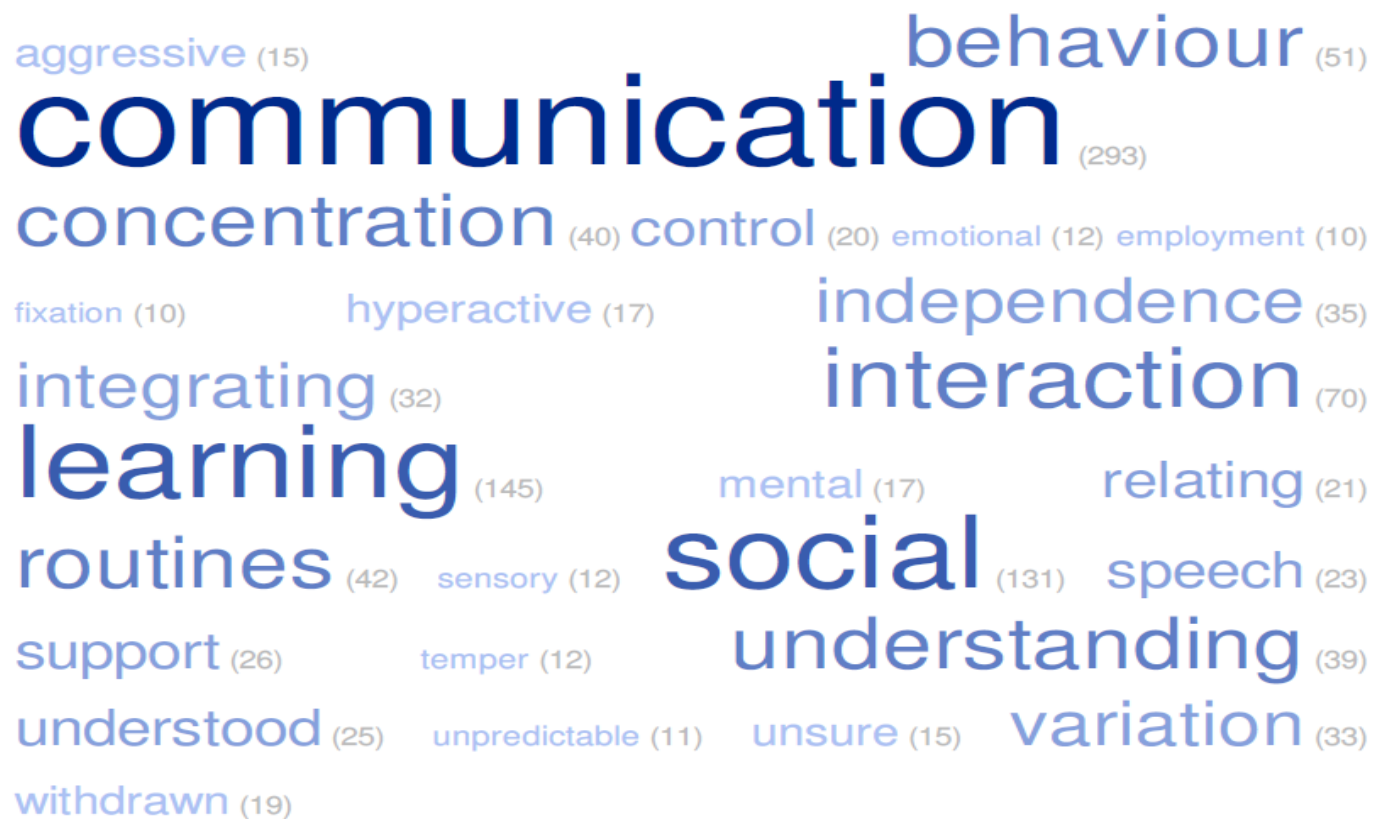 aggressive (15) behaviour (51)
communication (293)
concentration (40) control (20) emotional (12) employment (10)
fixation (10) hyperactive (17) independence (35)
integrating (32) interaction (70)
learning (145) mental (17) relating (21)
routines (42) sensory (12) social (131) speech (23)
support (26) temper (12) understanding (39)
understood (25) unpredictable (11) unsure (15) variation (33)
withdrawn (19)